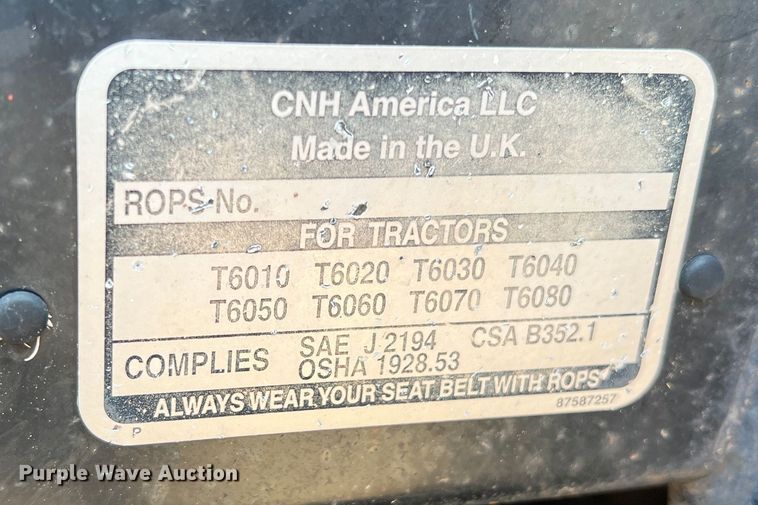 CNH America LLC
Made in the U.K.
ROPS No.
FOR TRACTORS
T6010 T6020 T6030 T6040
T6050 T6060 T6070 T6080
COMPLIES SAE J 2194 CSA B352.1
OSHA 1928.53
ALWAYS WEAR YOUR SEAT BELT WITH ROPS
P 87587257
Purple Wave Auction